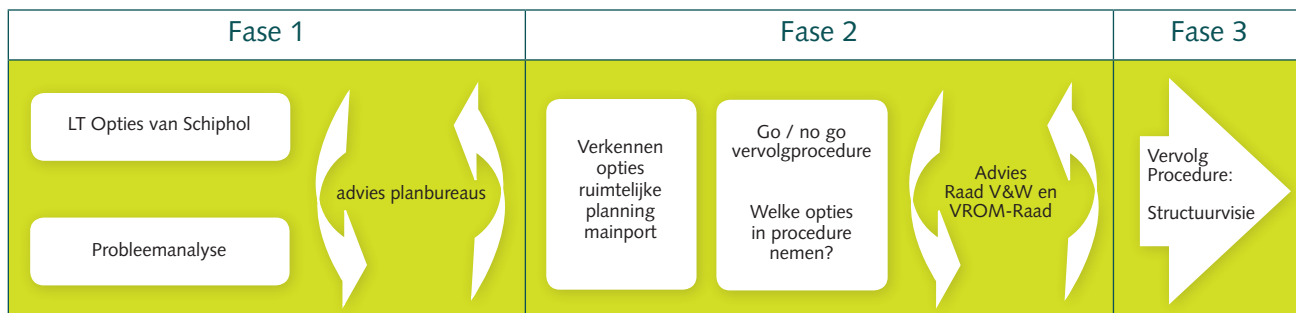 Fase 1
LT Opties van Schiphol
Probleemanalyse
advies planbureaus
Fase 2
Verkennen
opties
ruimtelijke
planning
mainport
Go / no go
vervolgprocedure
Welke opties
in procedure
nemen?
Advies
Raad V&W en
VROM-Raad
Fase 3
Vervolg
Procedure:
Structuurvisie